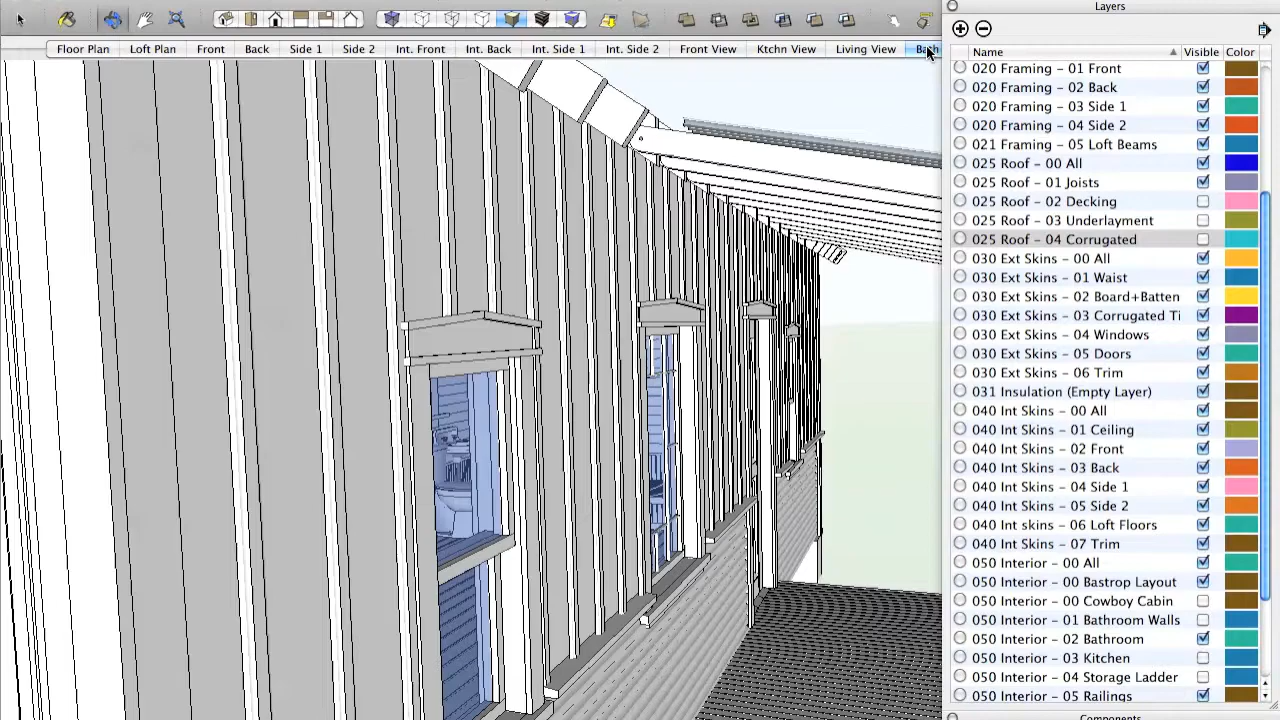 Layers
Floor Plan Loft Plan Front Back Side 1 Side 2 Int. Front Int. Back Int. Side 1 Int. Side 2 Front View Ktchn View Living View Bath
Name Visible Color
020 Framing - 01 Front
020 Framing - 02 Back
020 Framing - 03 Side 1
020 Framing - 04 Side 2
021 Framing - 05 Loft Beams
025 Roof - 00 All
025 Roof - 01 Joists
025 Roof - 02 Decking
025 Roof - 03 Underlayment
025 Roof - 04 Corrugated
030 Ext Skins - 00 All
030 Ext Skins - 01 Waist
030 Ext Skins - 02 Board+Batten
030 Ext Skins - 03 Corrugated Ti
030 Ext Skins - 04 Windows
030 Ext Skins - 05 Doors
030 Ext Skins - 06 Trim
031 Insulation (Empty Layer)
040 Int Skins - 00 All
040 Int Skins - 01 Ceiling
040 Int Skins - 02 Front
040 Int Skins - 03 Back
040 Int Skins - 04 Side 1
040 Int Skins - 05 Side 2
040 Int skins - 06 Loft Floors
040 Int Skins - 07 Trim
050 Interior - 00 All
050 Interior - 00 Bastrop Layout
050 Interior - 00 Cowboy Cabin
050 Interior - 01 Bathroom Walls
050 Interior - 02 Bathroom
050 Interior - 03 Kitchen
050 Interior - 04 Storage Ladder
050 Interior - 05 Railings
Components